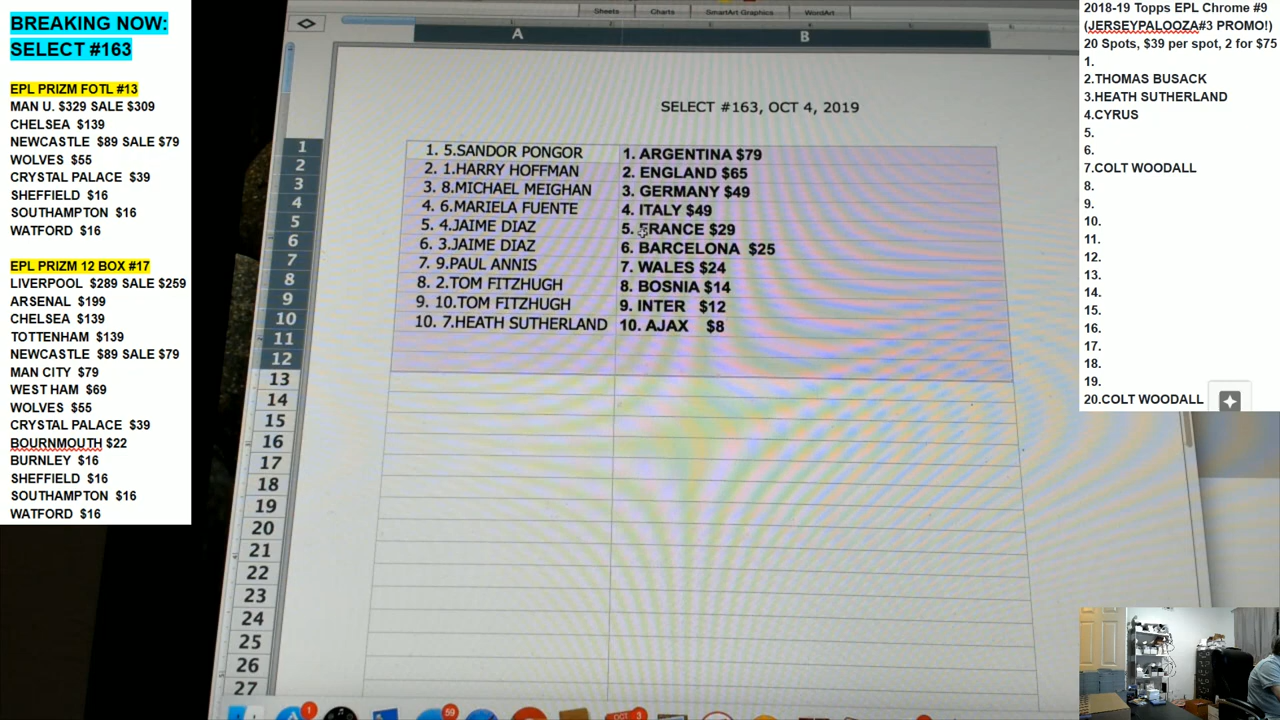 BREAKING NOW:
SELECT #163
EPL PRIZM FOTL #13
MAN U. $329 SALE $309
CHELSEA $139
NEWCASTLE $89 SALE $79
WOLVES $55
CRYSTAL PALACE $39
SHEFFIELD $16
SOUTHAMPTON $16
WATFORD $16
EPL PRIZM 12 BOX #17
LIVERPOOL $289 SALE $259
ARSENAL $199
CHELSEA $139
TOTTENHAM $139
NEWCASTLE $89 SALE $79
MAN CITY $79
WEST HAM $69
WOLVES $55
CRYSTAL PALACE $39
BOURNMOUTH $22
BURNLEY $16
SHEFFIELD $16
SOUTHAMPTON $16
WATFORD $16
Sheets Charts SmartArt Graphics WordArt
A B
SELECT #163, OCT 4, 2019
1 1. 5.SANDOR PONGOR 1. ARGENTINA $79
2 2. 1.HARRY HOFFMAN 2. ENGLAND $65
3 3. 8.MICHAEL MEIGHAN 3. GERMANY $49
4 4. 6.MARIELA FUENTE 4. ITALY $49
5 5. 4.JAIME DIAZ 5. FRANCE $29
6 6. 3.JAIME DIAZ 6. BARCELONA $25
7 7. 9.PAUL ANNIS 7. WALES $24
8 8. 2.TOM FITZHUGH 8. BOSNIA $14
9 9. 10.TOM FITZHUGH 9. INTER $12
10 10. 7.HEATH SUTHERLAND 10. AJAX $8
11
12
13
14
15
16
17
18
19
20
21
22
23
24
25
26
27
1
59
OCT 3
2018-19 Topps EPL Chrome #9
(JERSEYPALOOZA#3 PROMO!)
20 Spots, $39 per spot, 2 for $75
1.
2.THOMAS BUSACK
3.HEATH SUTHERLAND
4.CYRUS
5.
6.
7.COLT WOODALL
8.
9.
10.
11.
12.
13.
14.
15.
16.
17.
18.
19.
20.COLT WOODALL